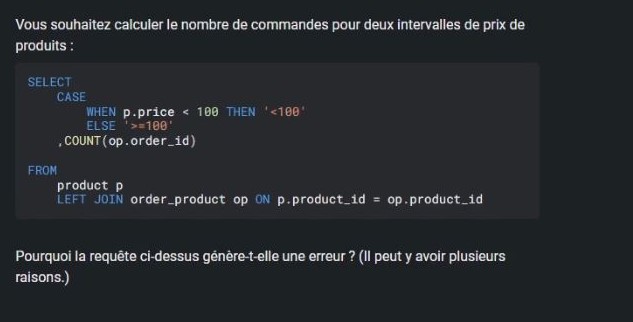 Vous souhaitez calculer le nombre de commandes pour deux intervalles de prix de
produits :
SELECT
CASE
WHEN p.price < 100 THEN '<100'
ELSE '>=100'
,COUNT(op.order_id)
FROM
product p
LEFT JOIN order_product op ON p.product_id = op.product_id
Pourquoi la requête ci-dessus génère-t-elle une erreur ? (Il peut y avoir plusieurs
raisons.)